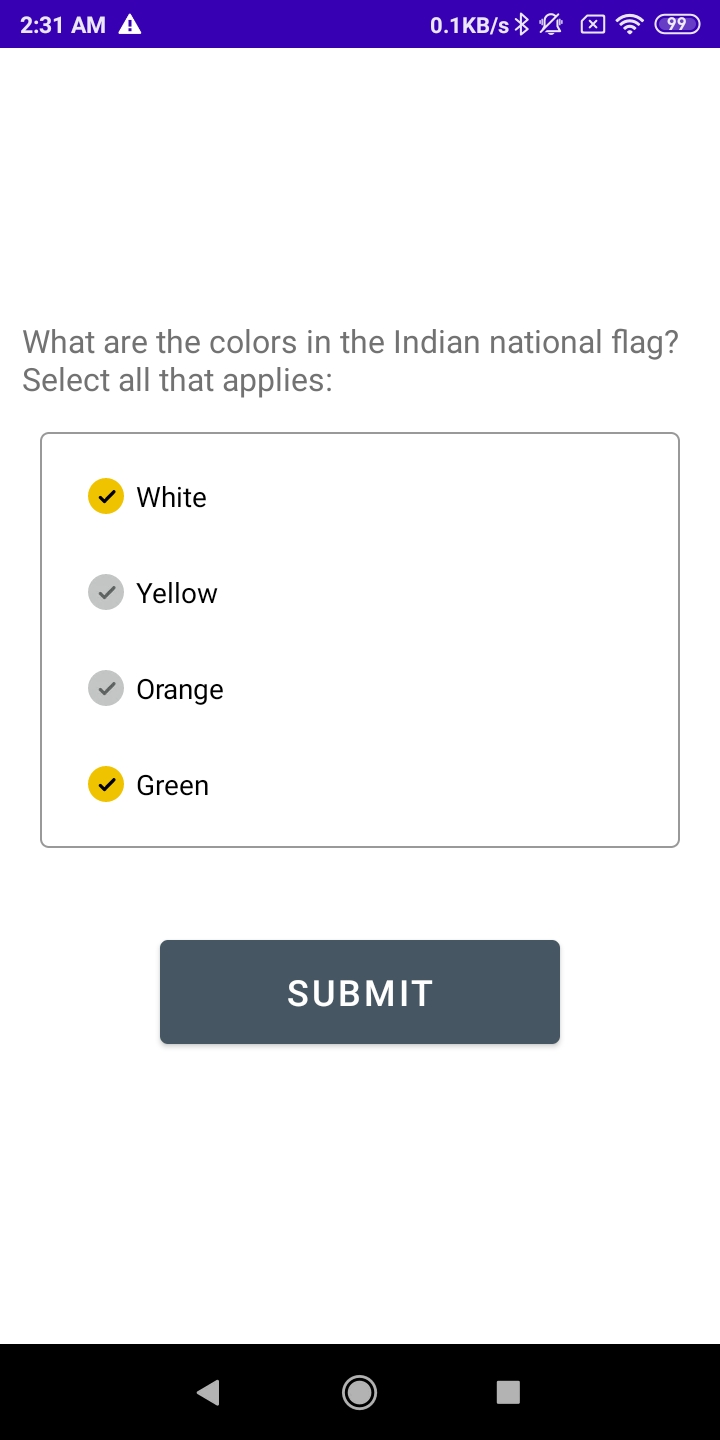 2:31 AM 0.1KB/s 99
What are the colors in the Indian national flag?
Select all that applies:
White
Yellow
Orange
Green
SUBMIT